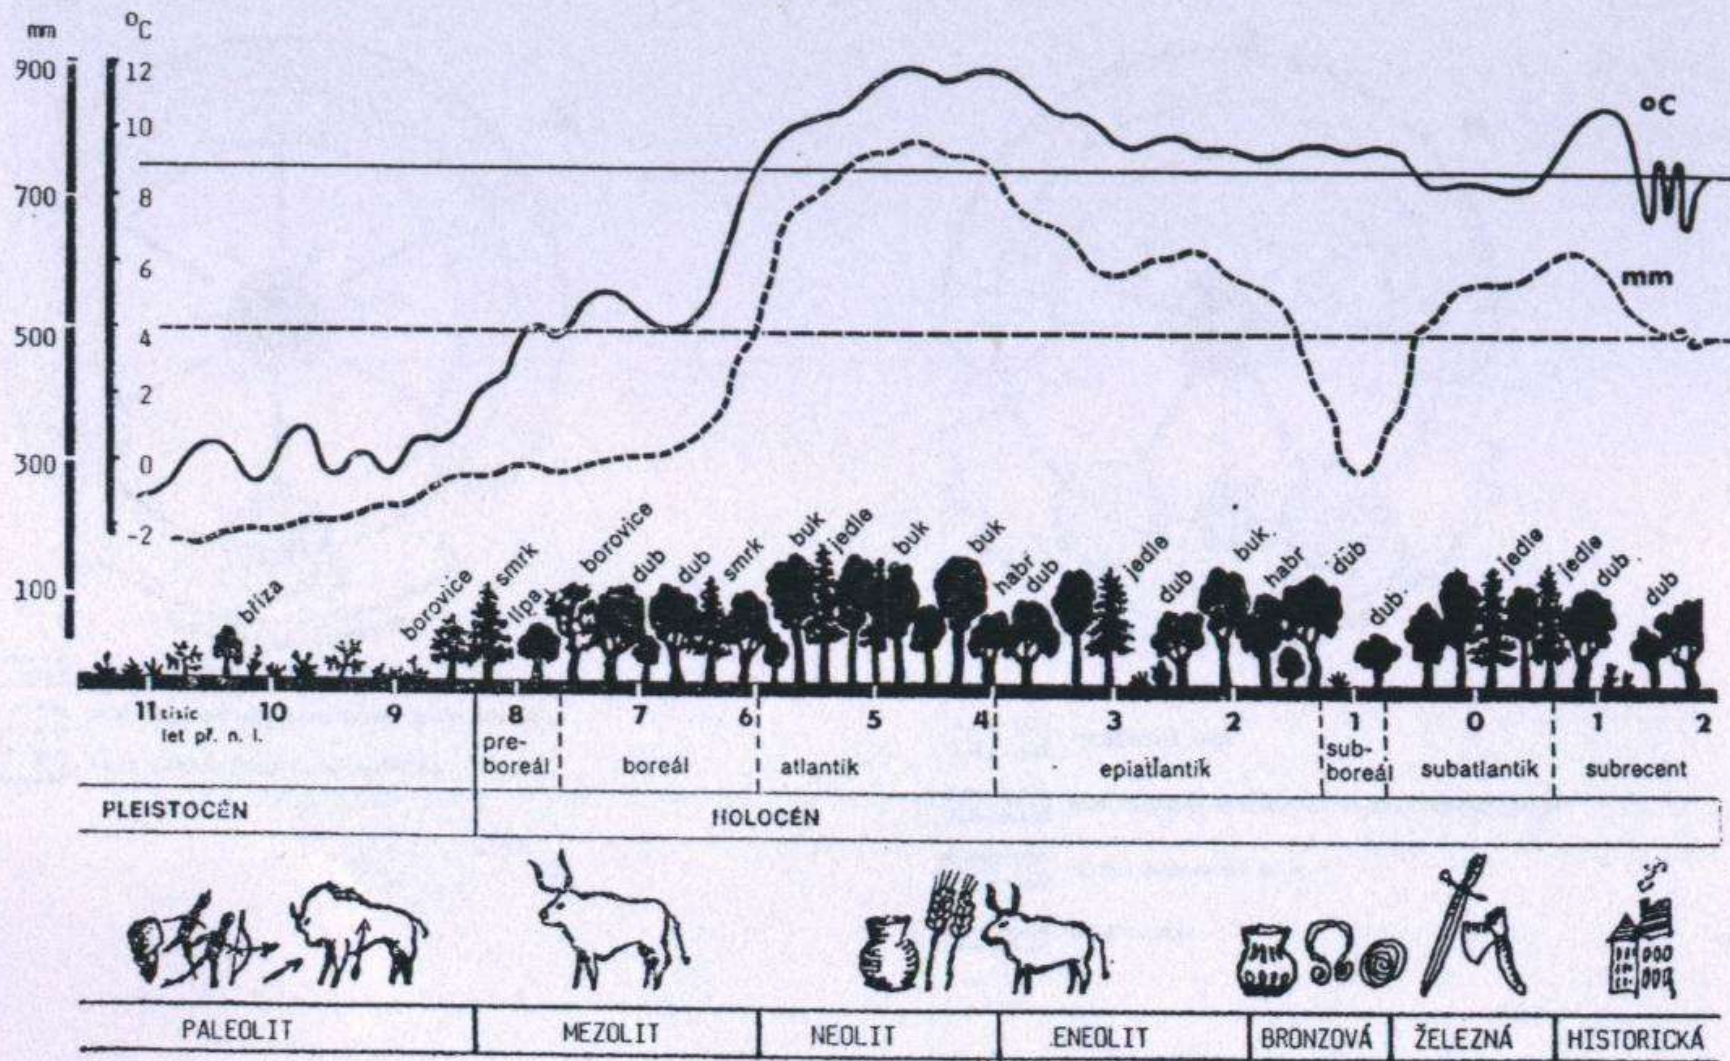 mm
°C
900
700
500
300
100
12
10
8
6
4
2
0
-2
°C
mm
bříza
borovice
smrk
lípa
borovice
dub
dub
smrk
buk
jedle
buk
buk
habr
dub
jedle
dub
buk
habr
dub
dub
jedle
jedle
dub
dub
11 tisíc 10 9 8 7 6 5 4 3 2 1 0 1 2
let př. n. l.
pre-
boreál
boreál
atlantik
epiatlantik
sub-
boreál
subatlantik
subrecent
PLEISTOCÉN
HOLOCÉN
PALEOLIT
MEZOLIT
NEOLIT
ENEOLIT
BRONZOVÁ
ŽELEZNÁ
HISTORICKÁ